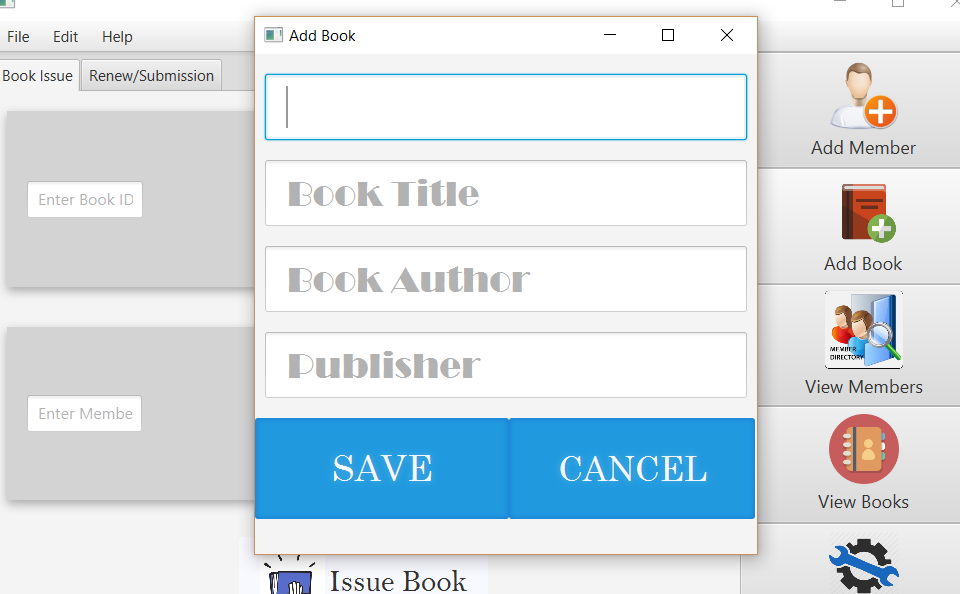 Add Book
File Edit Help
Book Issue Renew/Submission
Enter Book ID
Enter Membe
Book Title
Book Author
Publisher
SAVE CANCEL
Issue Book
Add Member
Add Book
MEMBER
DIRECTORY
View Members
View Books